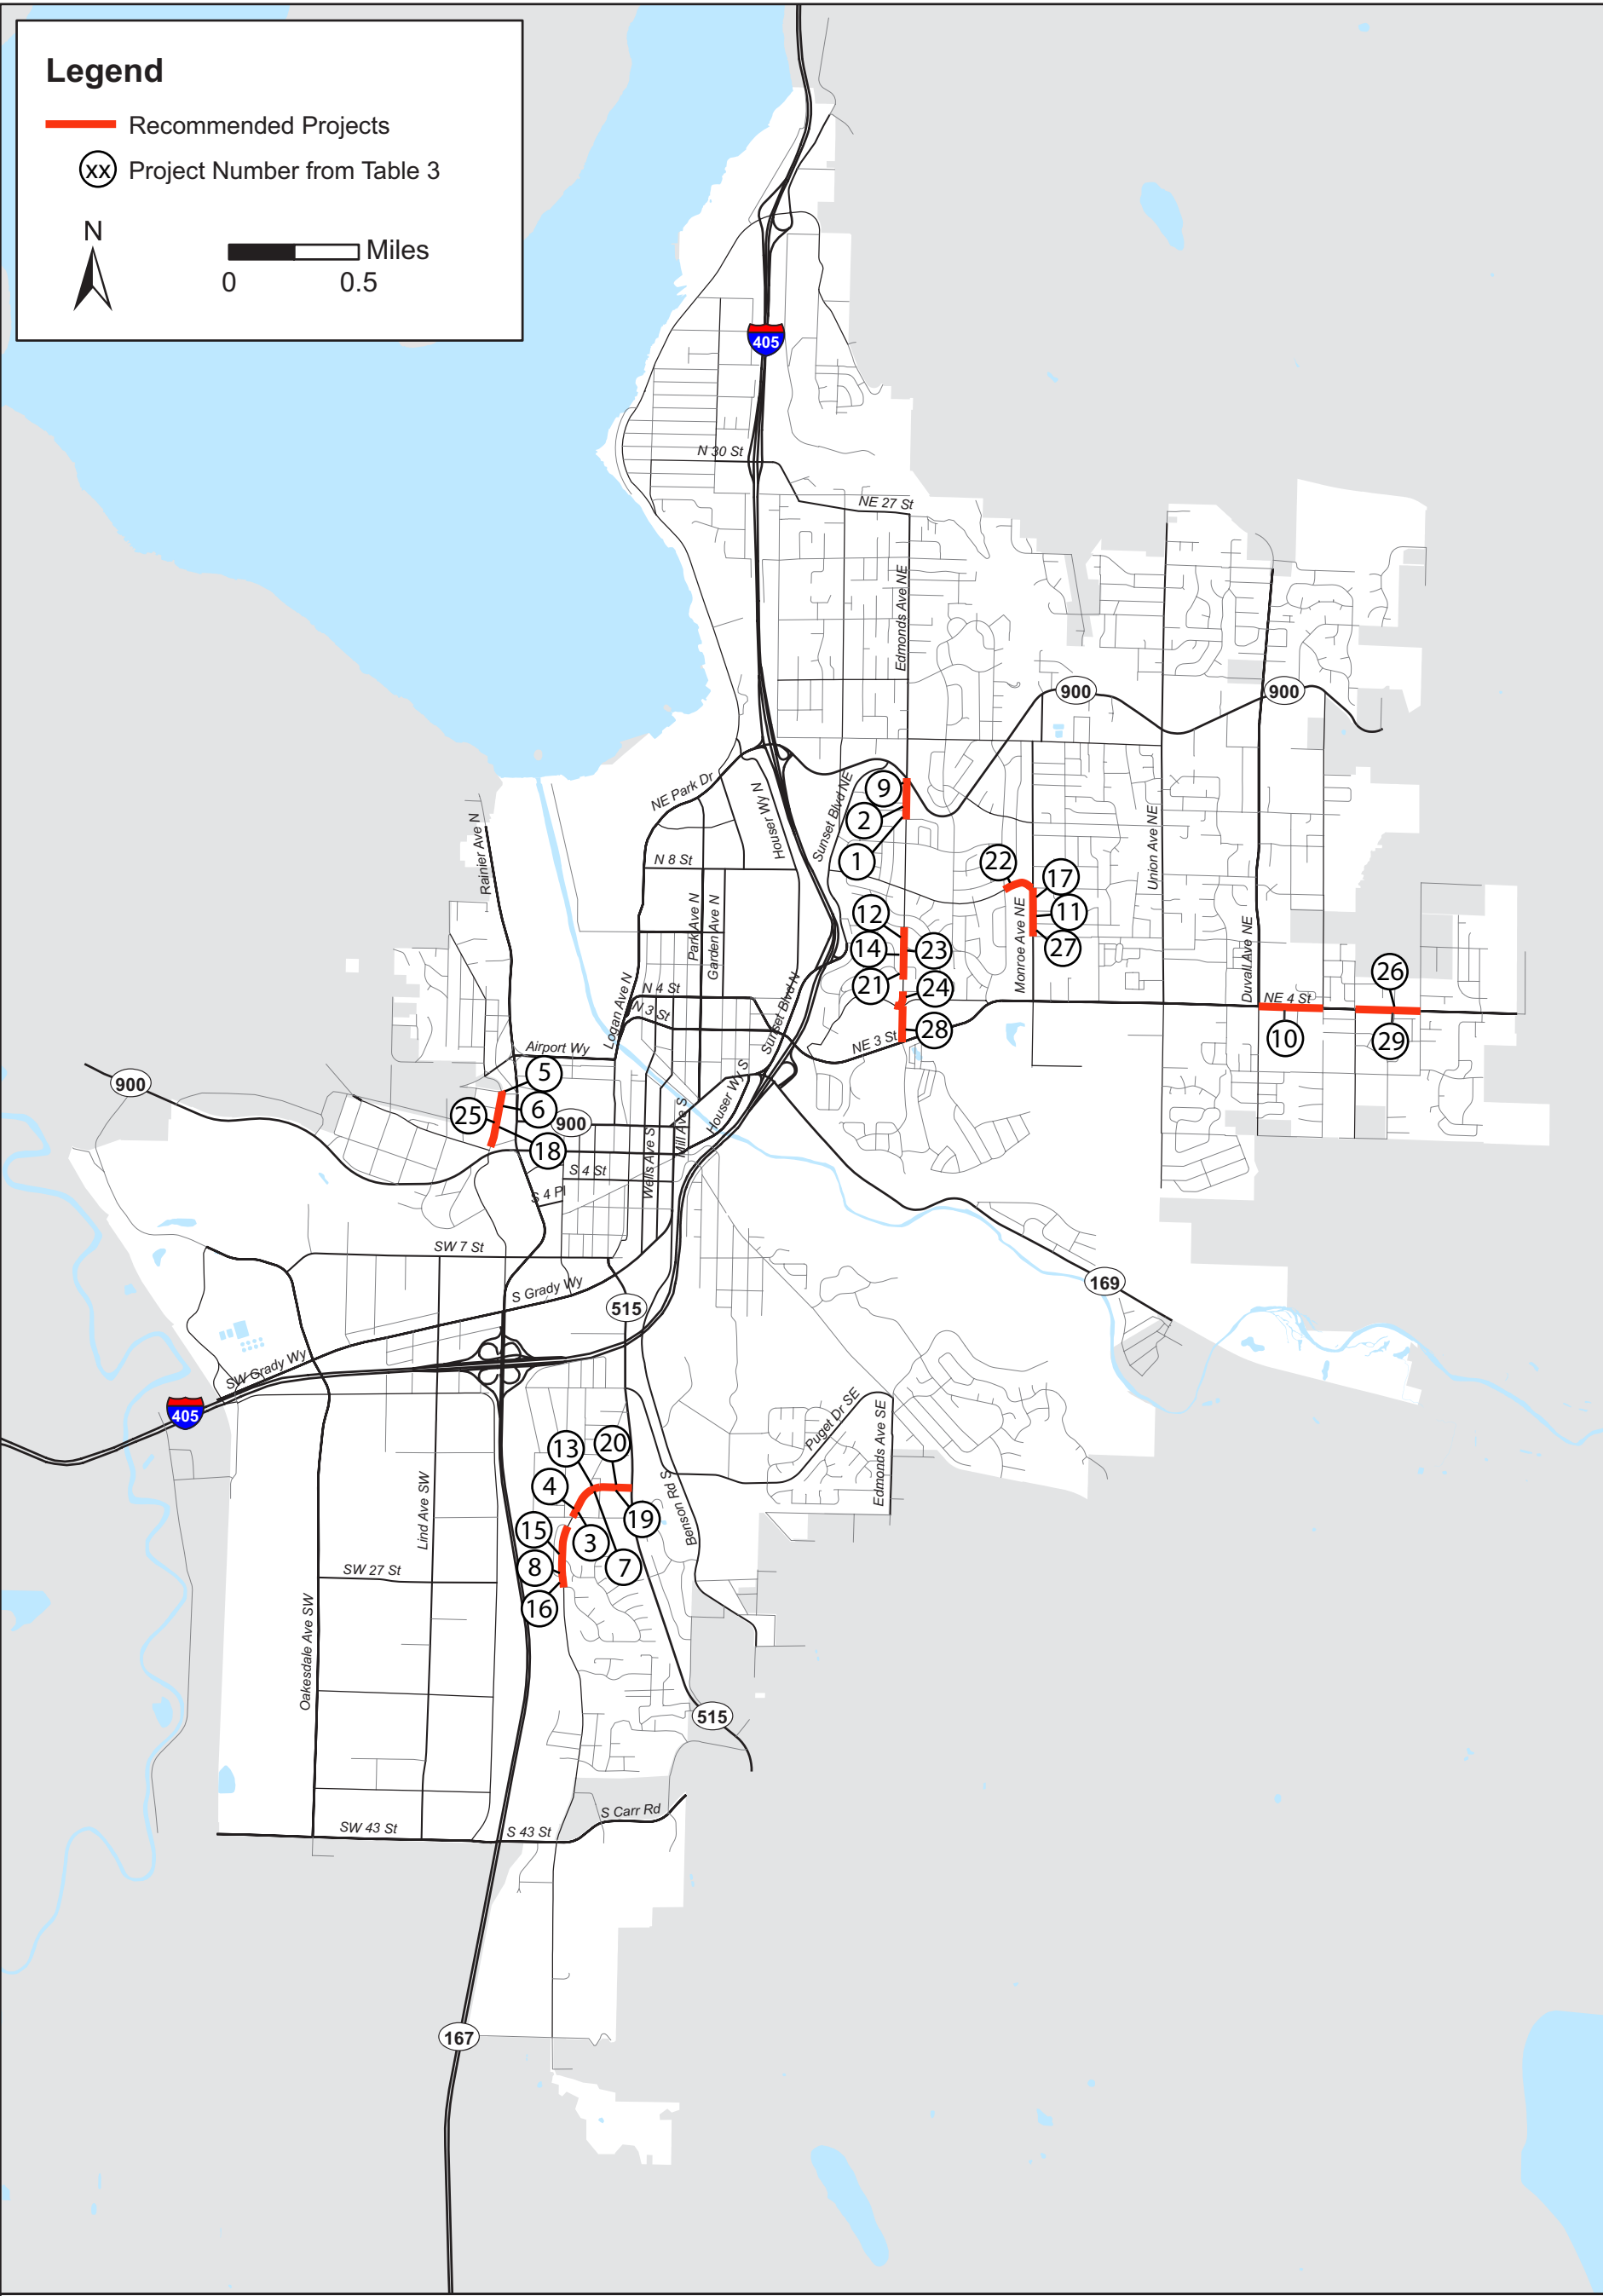 Legend
Recommended Projects
xx Project Number from Table 3
N
Miles
0 0.5
405
N 30 St
NE 27 St
Edmonds Ave NE
900
900
NE Park Dr
Houser Wy N
Sunset Blvd NE
9
2
1
Rainier Ave N
N 8 St
Union Ave NE
22
17
11
27
Monroe Ave NE
12
14
23
21
24
28
Park Ave N
Garden Ave N
Duvall Ave NE
NE 4 St
26
10
29
Logan Ave N
N 4 St
N 3 St
Sunset Blvd N
NE 3 St
Airport Wy
5
900
25
6
900
18
Houser Wy S
Mill Ave S
Wells Ave S
S 4 St
S 4 Pl
SW 7 St
S Grady Wy
515
169
SW Grady Wy
405
Puget Dr SE
Edmonds Ave SE
13
20
4
19
15
3
8
7
16
Lind Ave SW
Benson Rd S
SW 27 St
Oakesdale Ave SW
515
S Carr Rd
SW 43 St
S 43 St
167